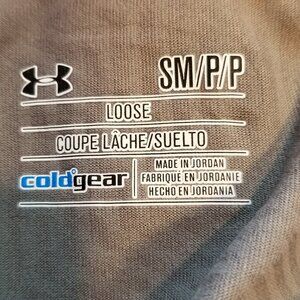 SM/P/P
LOOSE
COUPE LÂCHE/SUELTO
coldgear
MADE IN JORDAN
FABRIQUÉ EN JORDANIE
HECHO EN JORDANIA